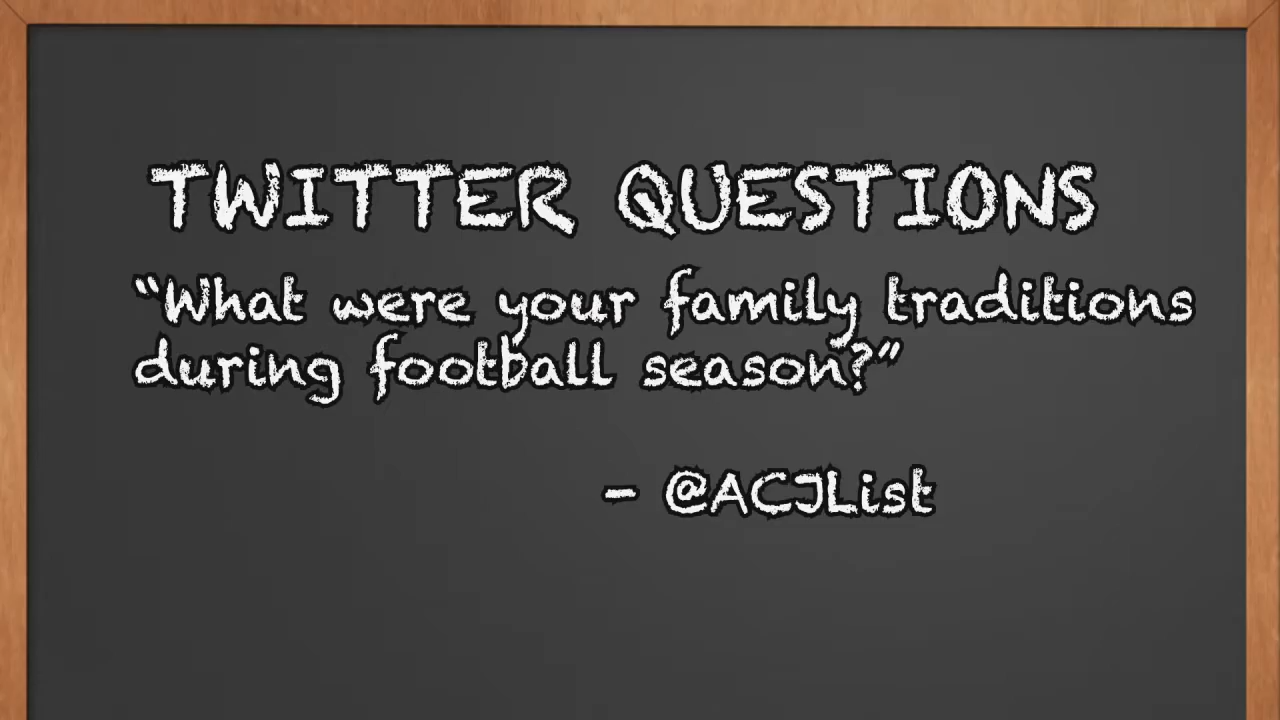 TWITTER QUESTIONS
“What were your family traditions
during football season?”
- @ACJList